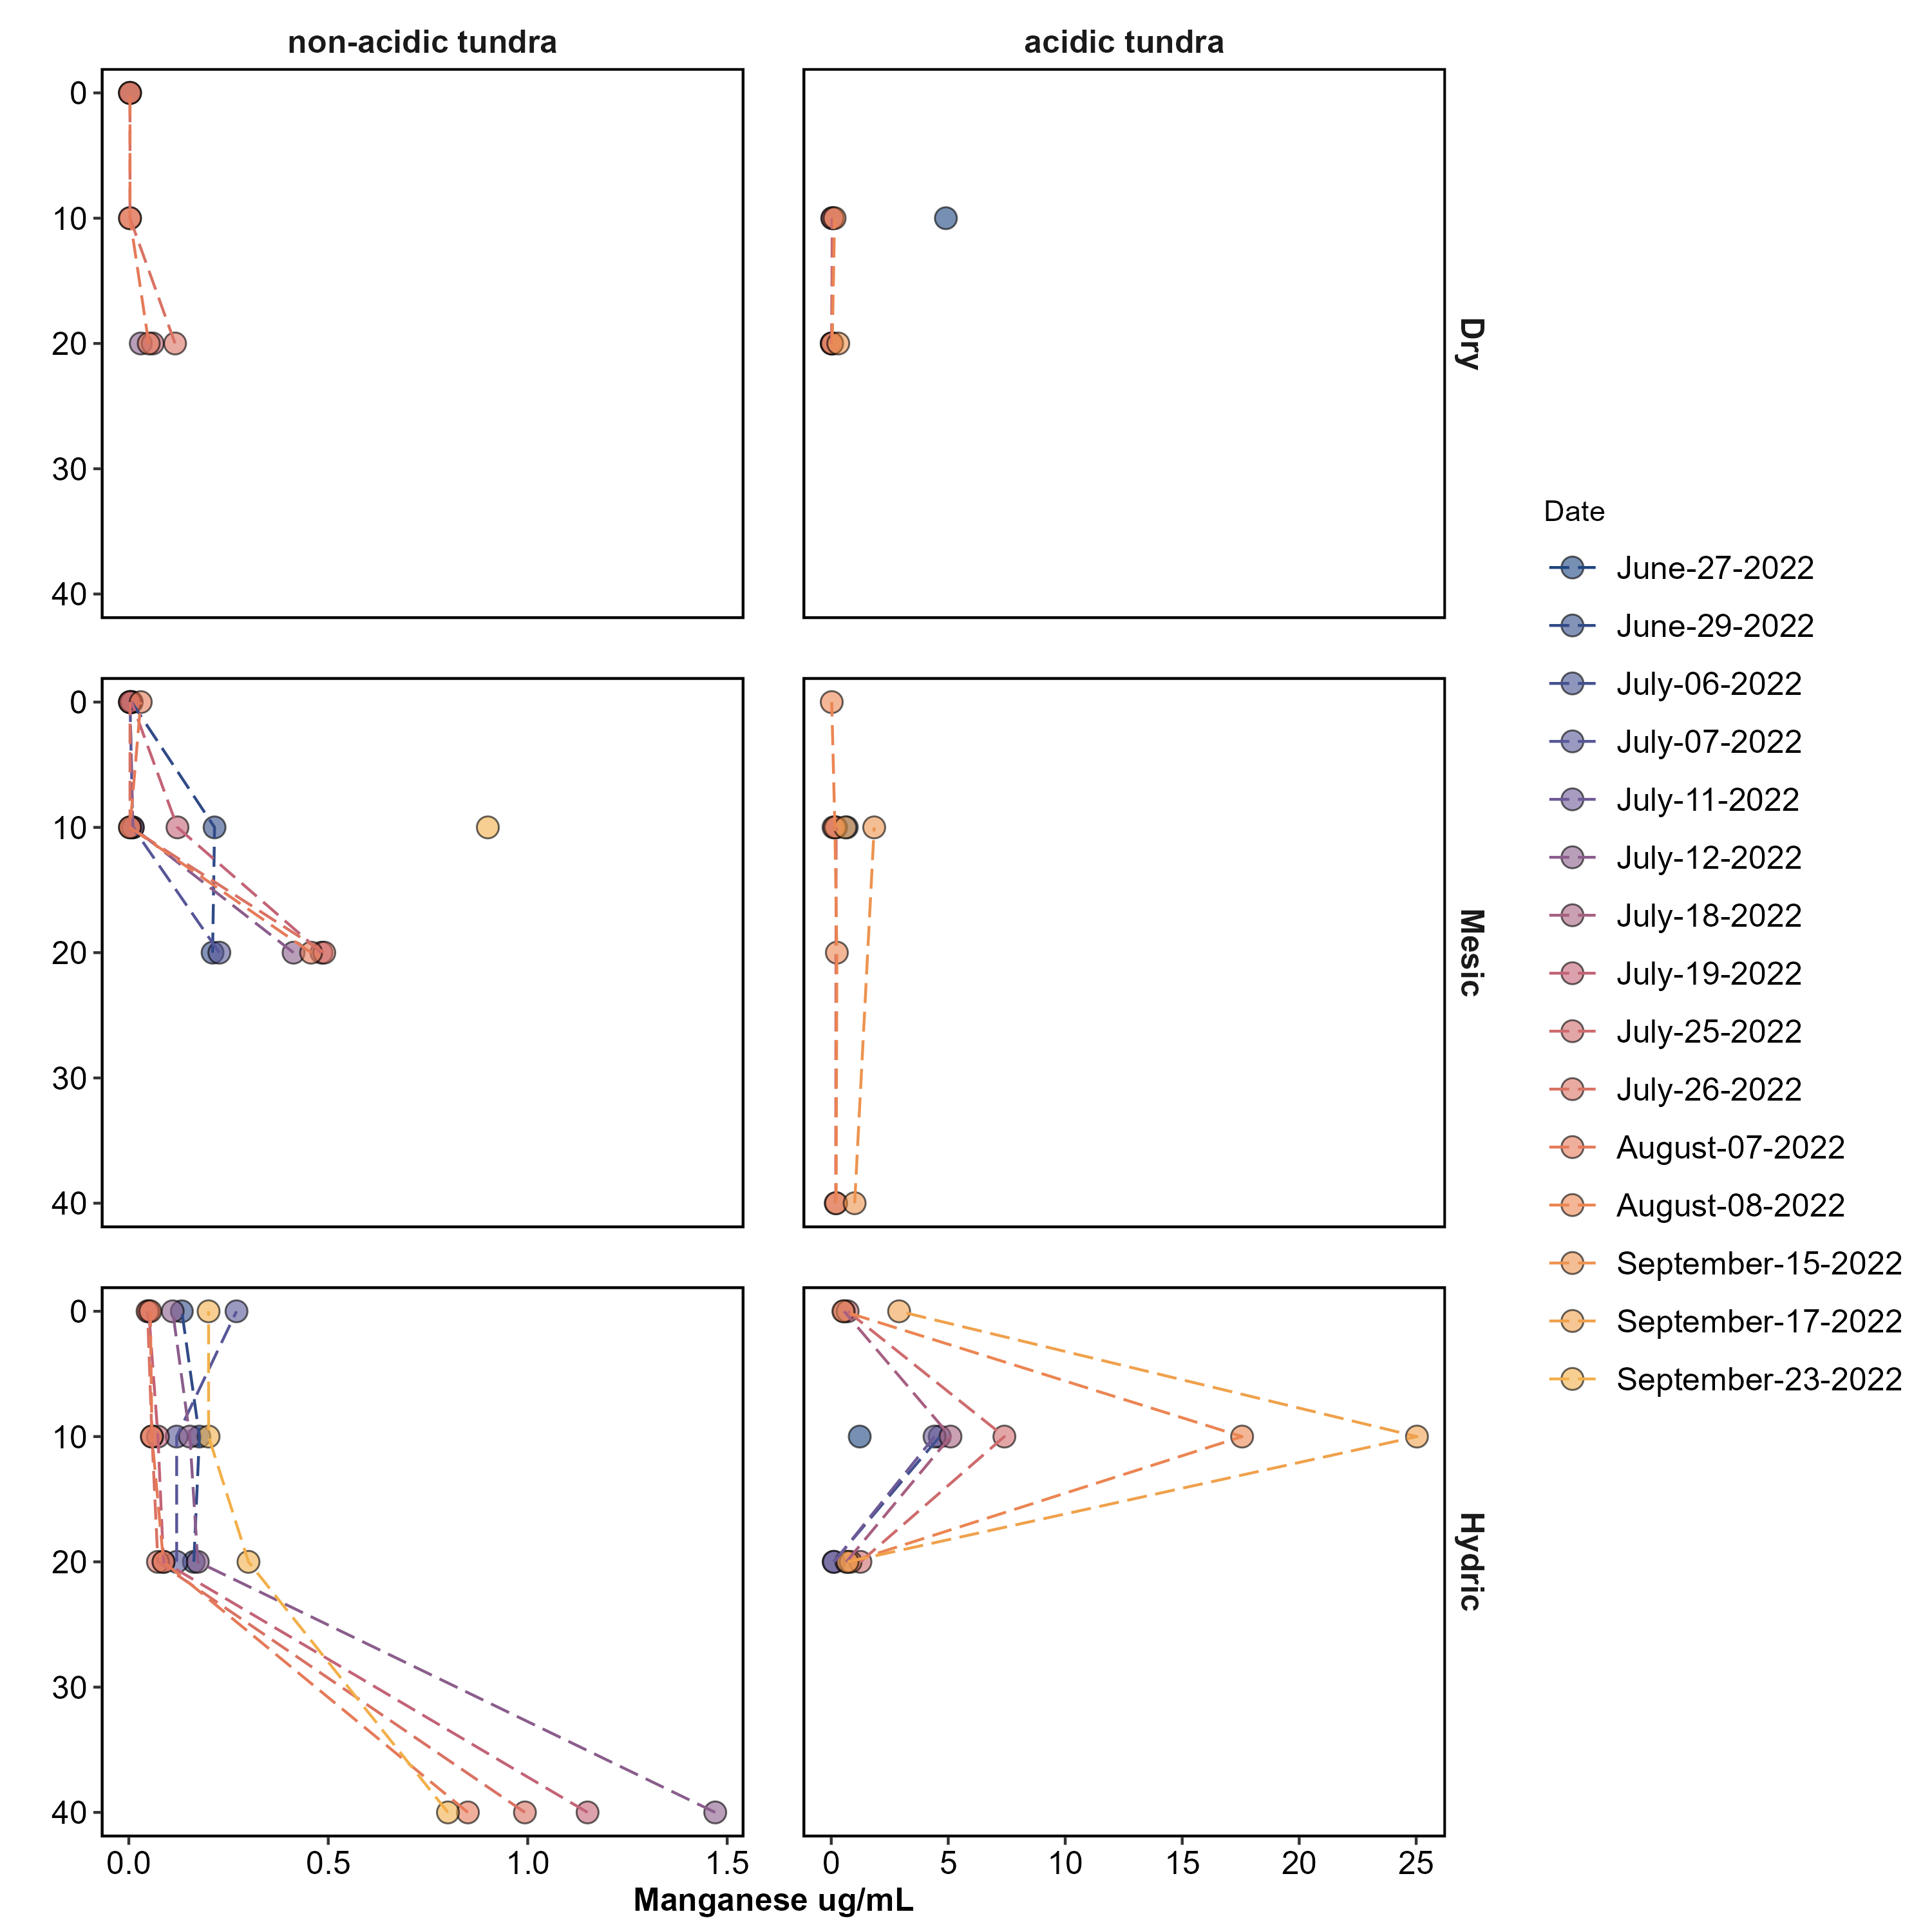 non-acidic tundra
acidic tundra
0
10
20
30
40
Dry
0
10
20
30
40
Mesic
0
10
20
30
40
Hydric
0.0
0.5
1.0
1.5
0
5
10
15
20
25
Manganese ug/mL
Date
June-27-2022
June-29-2022
July-06-2022
July-07-2022
July-11-2022
July-12-2022
July-18-2022
July-19-2022
July-25-2022
July-26-2022
August-07-2022
August-08-2022
September-15-2022
September-17-2022
September-23-2022